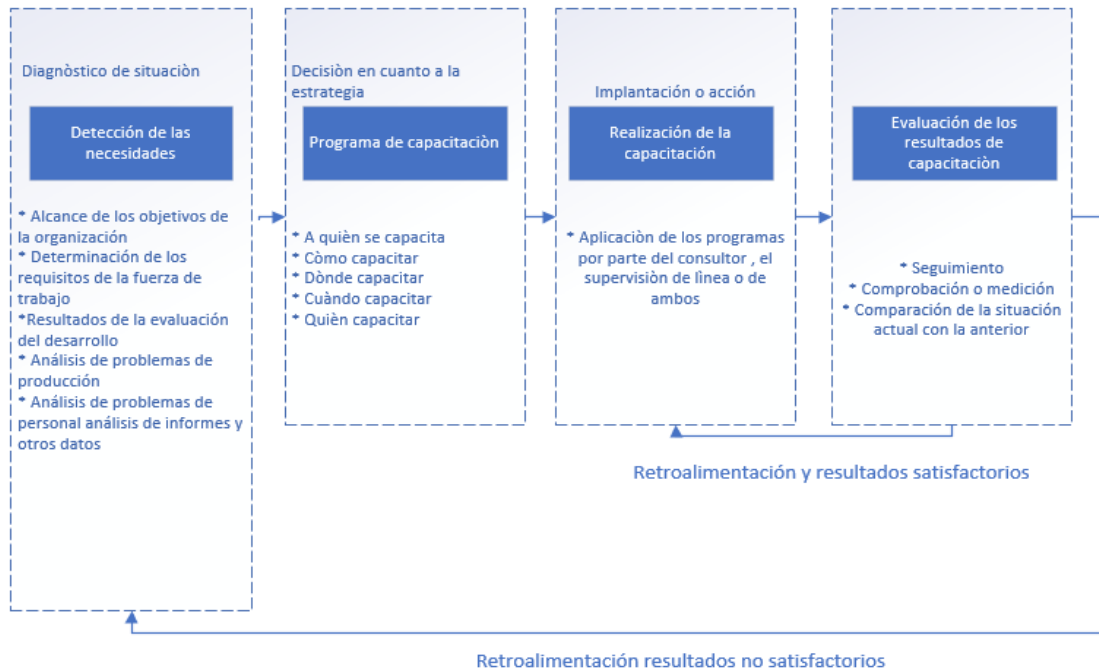 Diagnòstico de situaciòn
Detección de las
necesidades
* Alcance de los objetivos de
la organización
* Determinación de los
requisitos de la fuerza de
trabajo
*Resultados de la evaluación
del desarrollo
* Análisis de problemas de
producción
* Análisis de problemas de
personal análisis de informes y
otros datos
Decisiòn en cuanto a la
estrategia
Programa de capacitaciòn
* A quièn se capacita
* Còmo capacitar
* Dònde capacitar
* Cuàndo capacitar
* Quièn capacitar
Implantación o acción
Realización de la
capacitación
* Aplicaciòn de los programas
por parte del consultor , el
supervisiòn de lìnea o de
ambos
Evaluación de los
resultados de
capacitaciòn
* Seguimiento
* Comprobación o medición
* Comparación de la situación
actual con la anterior
Retroalimentación y resultados satisfactorios
Retroalimentación resultados no satisfactorios